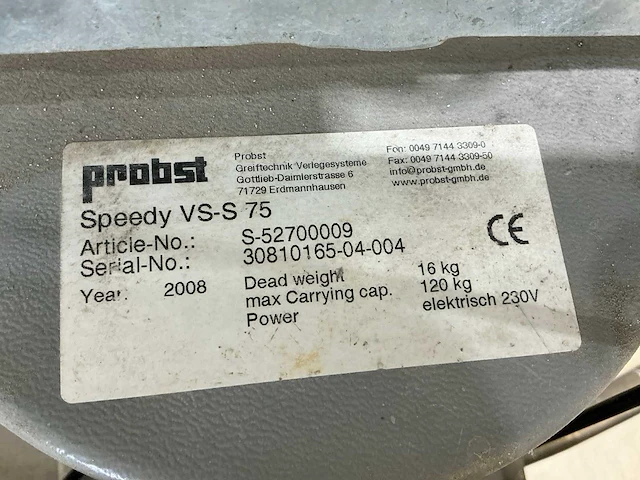 probst
Probst
Greiftechnik Verlegesysteme
Gottlieb-Daimlerstrasse 6
71729 Erdmannhausen
Fon: 0049 7144 3309-0
Fax: 0049 7144 3309-50
info@probst-gmbh.de
www.probst-gmbh.de
Speedy VS-S 75
Article-No.: S-52700009
Serial-No.: 30810165-04-004
CE
Year: 2008
Dead weight 16 kg
max Carrying cap. 120 kg
Power elektrisch 230V